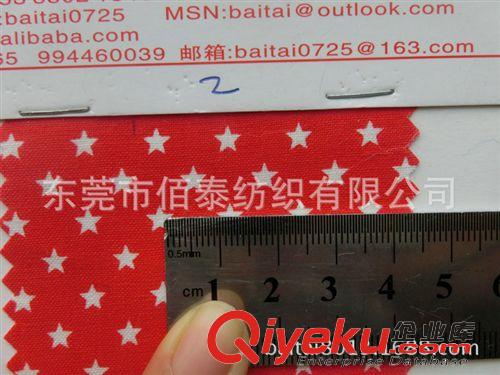 baitai0725
MSN:baitai@outlook.com
alibaba.com
994460039 邮箱:baitai0725@163.com
2
东莞市佰泰纺织有限公司
0.5mm
cm 1 2 3 4 5 6
Qiyeku.com 企业库
Enterprise Database